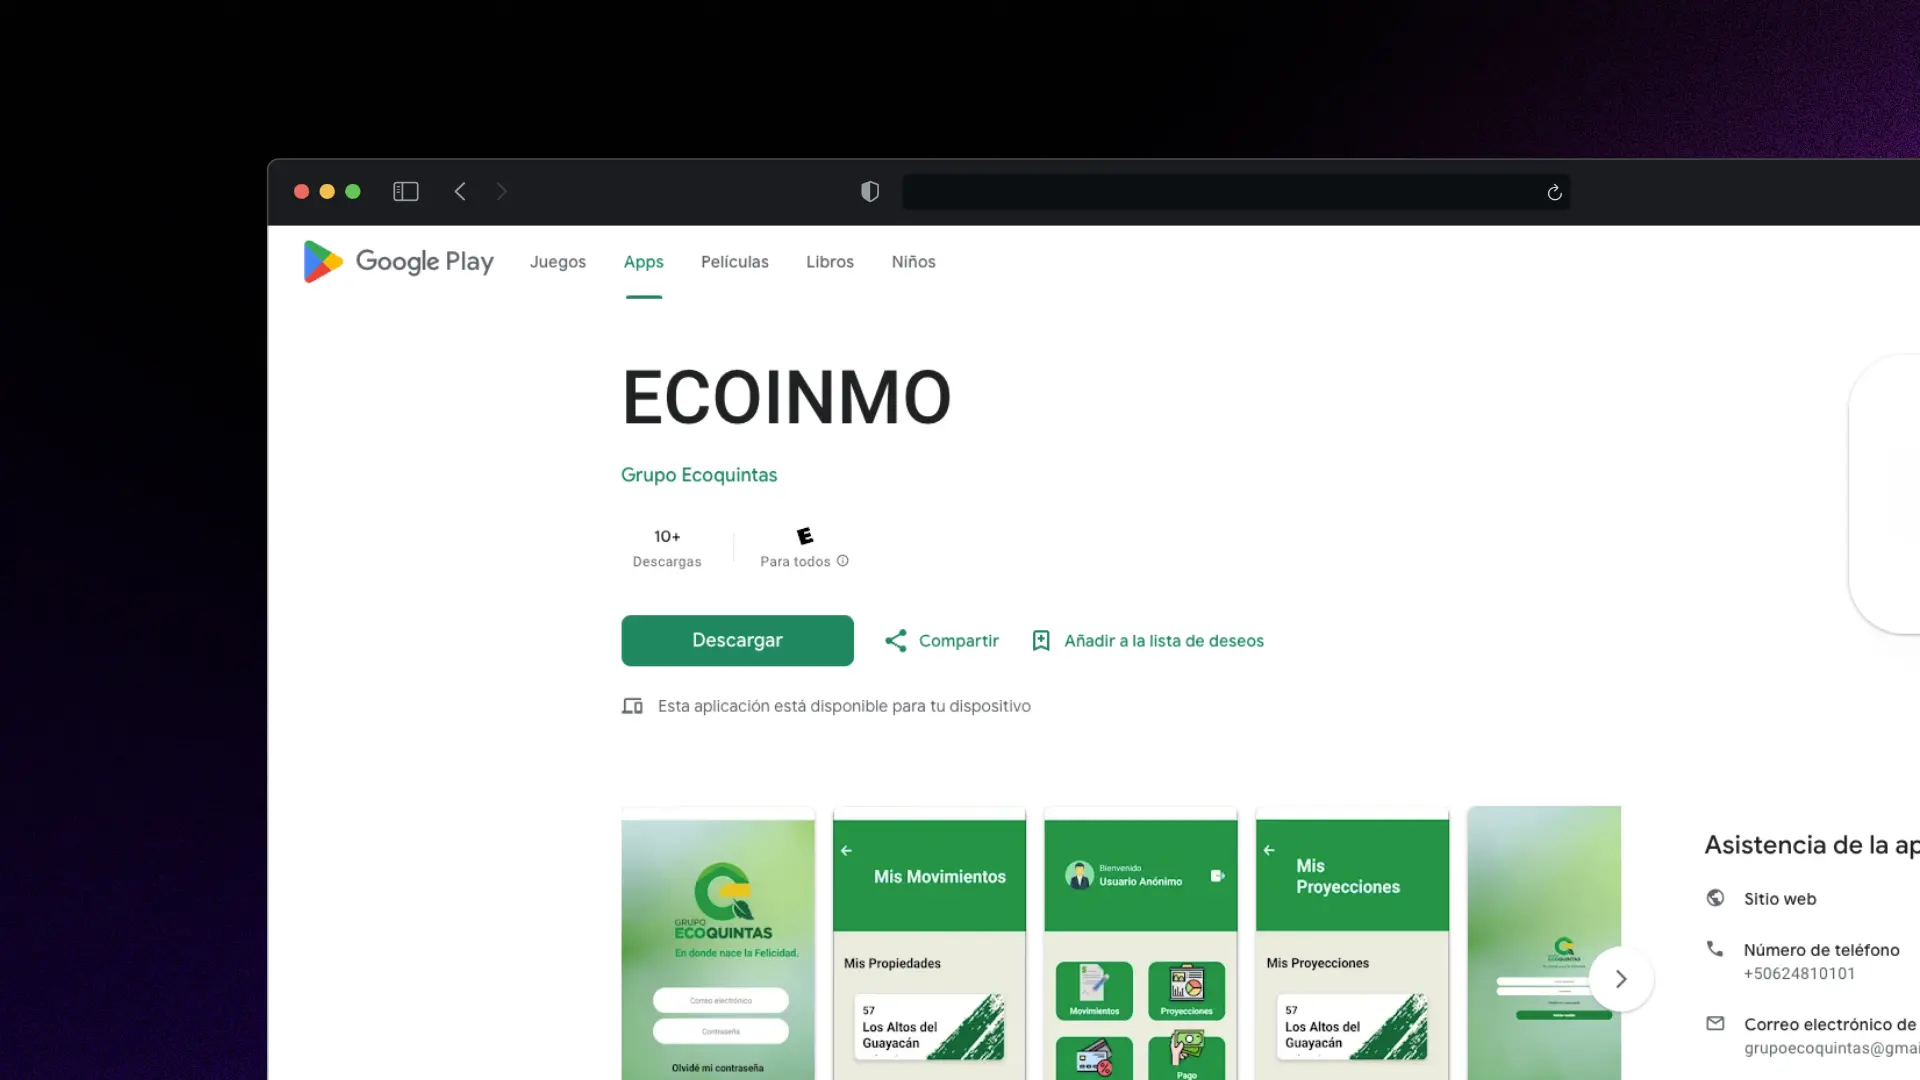 Google Play
Juegos
Apps
Películas
Libros
Niños
ECOINMO
Grupo Ecoquintas
10+
Descargas
E
Para todos
Descargar
Compartir
Añadir a la lista de deseos
Esta aplicación está disponible para tu dispositivo
GRUPO
ECOQUINTAS
En donde nace la Felicidad.
Correo electrónico
Contraseña
Olvidé mi contraseña
Mis Movimientos
Mis Propiedades
57
Los Altos del
Guayacán
Bienvenido
Usuario Anónimo
Movimientos
Proyecciones
Pago
Mis
Proyecciones
Mis Proyecciones
57
Los Altos del
Guayacán
ECOQUINTAS
Asistencia de la ap
Sitio web
Número de teléfono
+50624810101
Correo electrónico de
grupoecoquintas@gmai